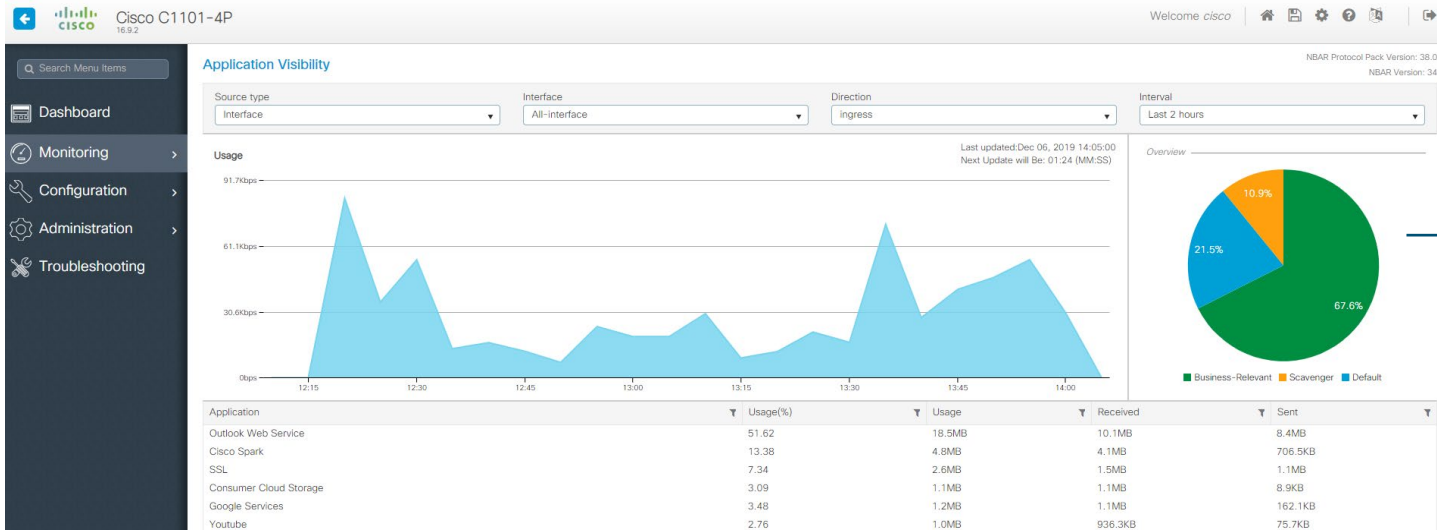 CISCO
Cisco C1101-4P
16.9.2
Welcome cisco
Search Menu Items
Dashboard
Monitoring
Configuration
Administration
Troubleshooting
Application Visibility
NBAR Protocol Pack Version: 38.0
NBAR Version: 34
Source type
Interface
Direction
Interval
Interface
All-interface
ingress
Last 2 hours
Usage
Last updated:Dec 06, 2019 14:05:00
Next Update will Be: 01:24 (MM:SS)
91.7Kbps
61.1Kbps
30.6Kbps
0bps
12:15 12:30 12:45 13:00 13:15 13:30 13:45 14:00
Overview
10.9%
21.5%
67.6%
Business-Relevant Scavenger Default
Application Usage(%) Usage Received Sent
Outlook Web Service 51.62 18.5MB 10.1MB 8.4MB
Cisco Spark 13.38 4.8MB 4.1MB 706.5KB
SSL 7.34 2.6MB 1.5MB 1.1MB
Consumer Cloud Storage 3.09 1.1MB 1.1MB 8.9KB
Google Services 3.48 1.2MB 1.1MB 162.1KB
Youtube 2.76 1.0MB 936.3KB 75.7KB